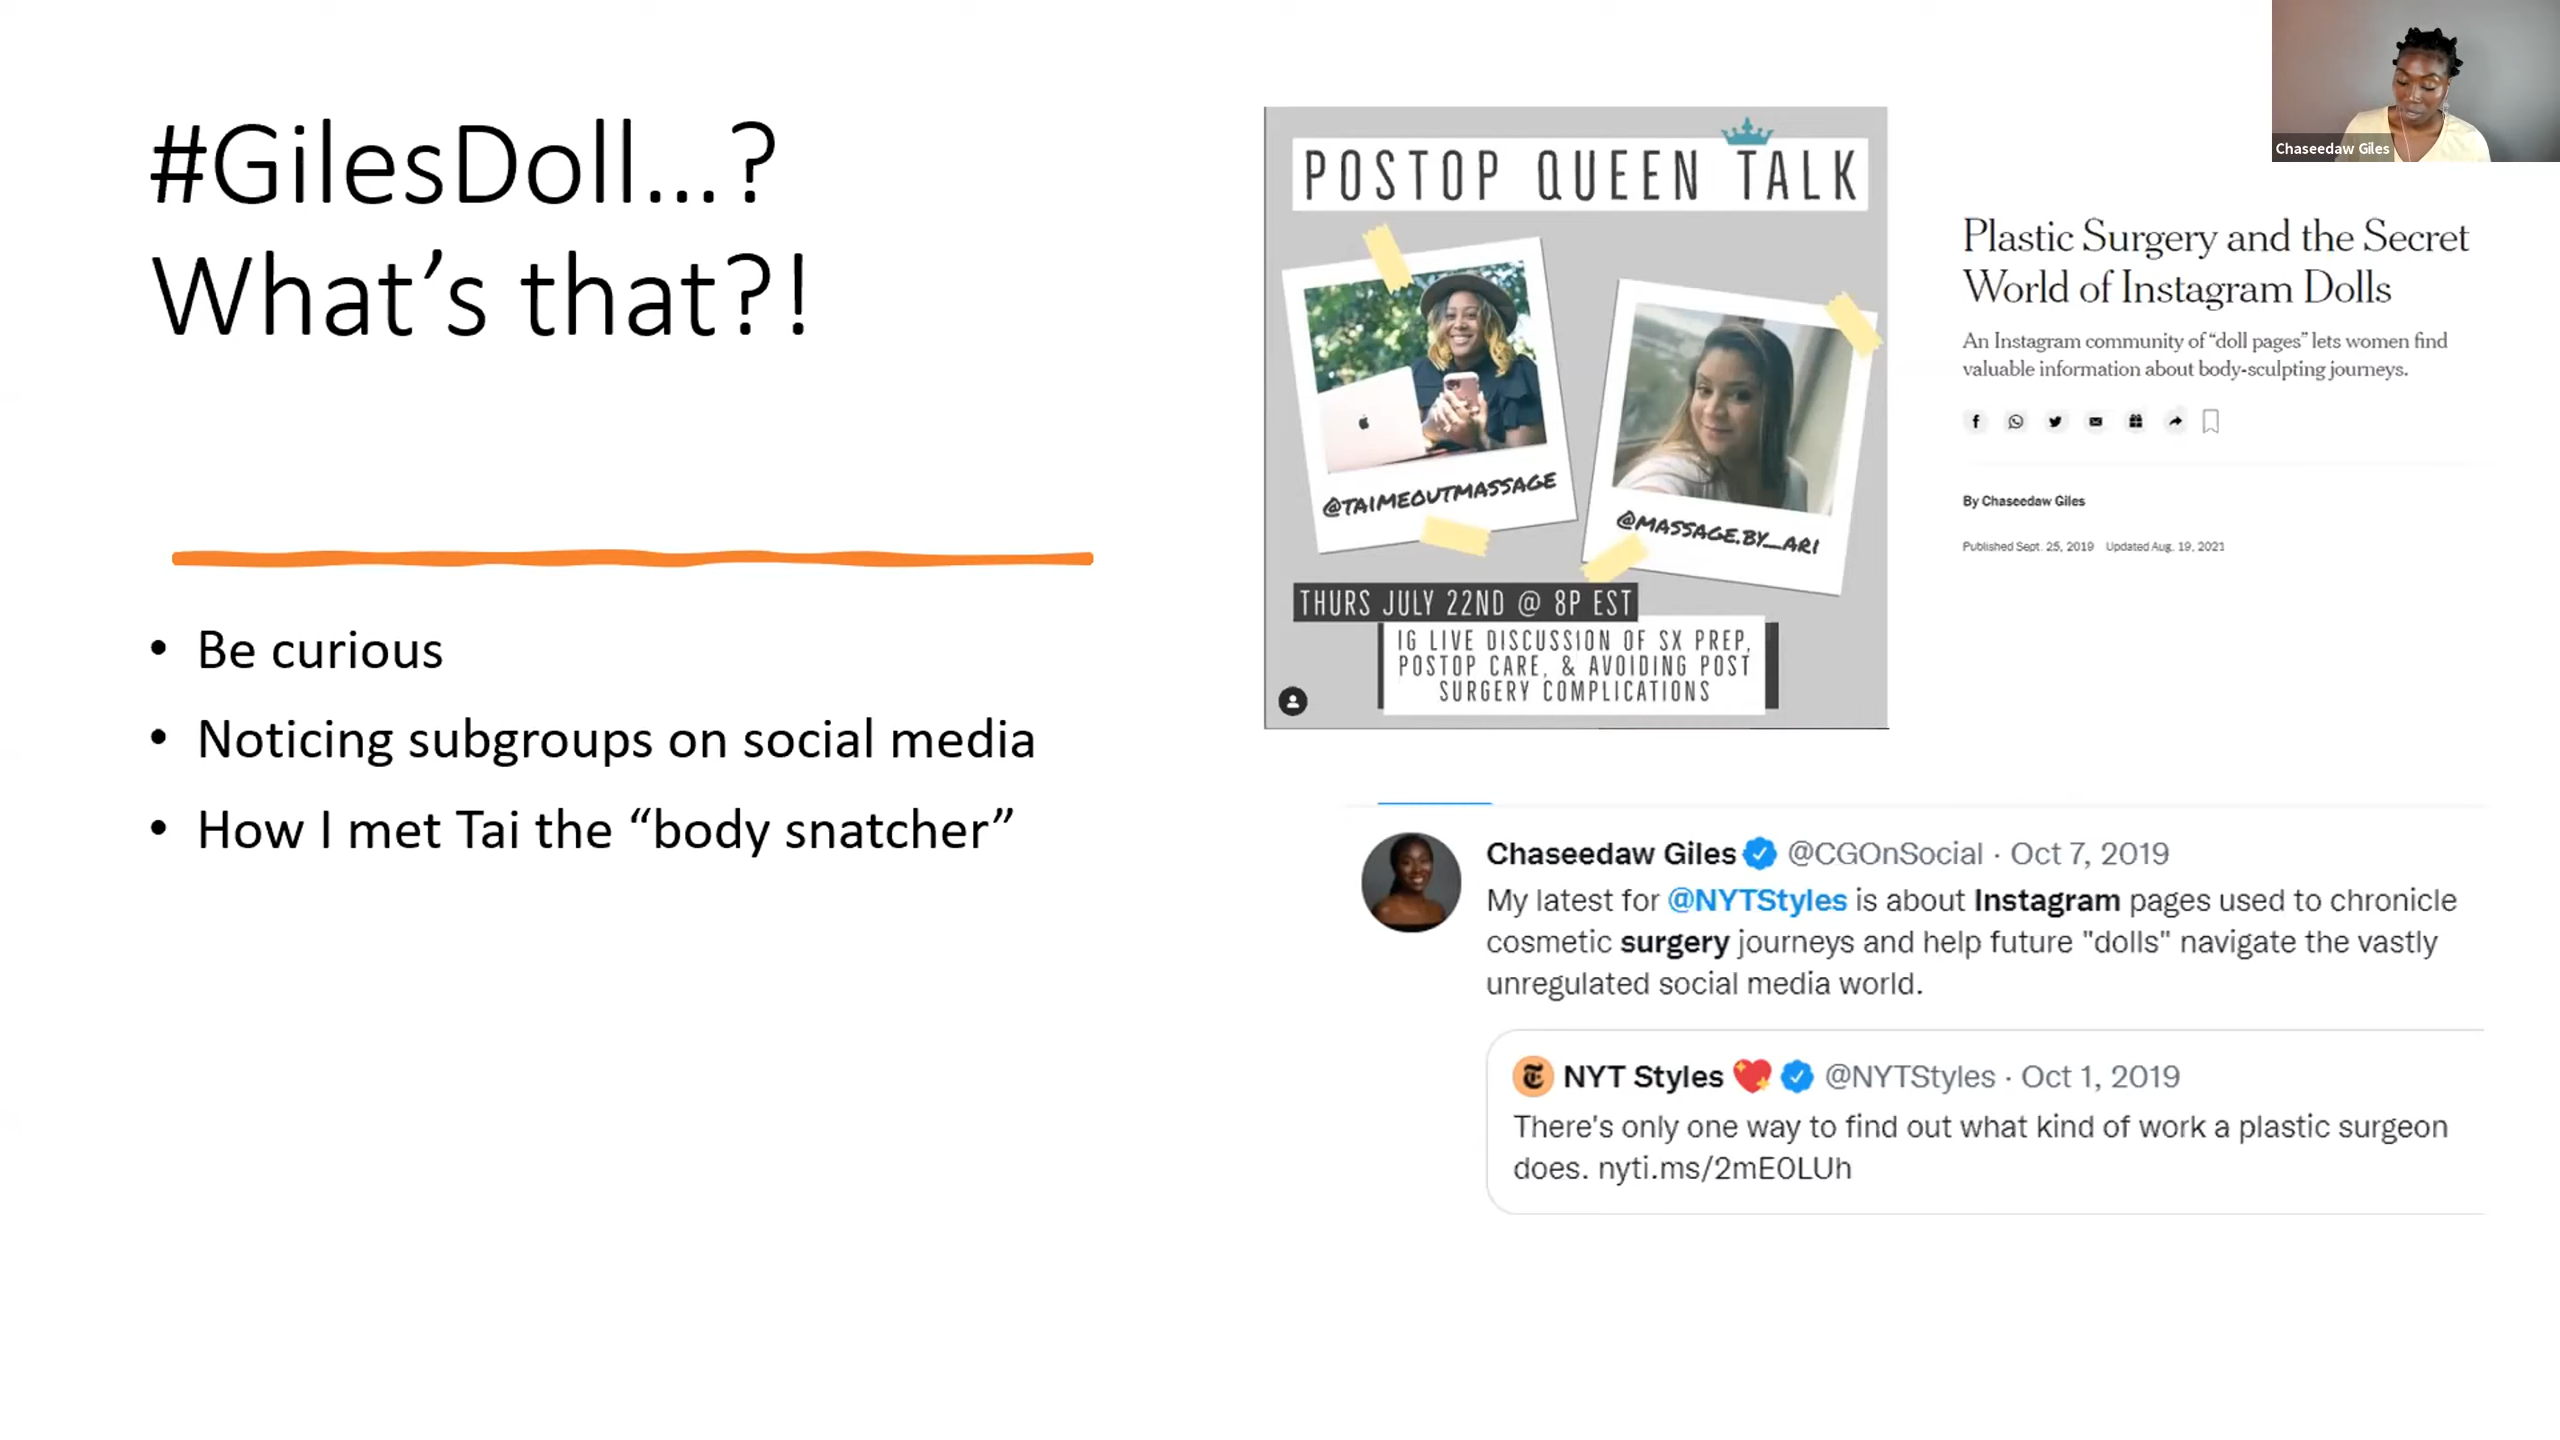 #GilesDoll...?
What’s that?!
• Be curious
• Noticing subgroups on social media
• How I met Tai the “body snatcher”
POSTOP QUEEN TALK
@TAIMEOUTMASSAGE
@MASSAGE.BY_ARI
THURS JULY 22ND @ 8P EST
IG LIVE DISCUSSION OF SX PREP,
POSTOP CARE, & AVOIDING POST
SURGERY COMPLICATIONS
Chaseedaw Giles
Plastic Surgery and the Secret
World of Instagram Dolls
An Instagram community of “doll pages” lets women find
valuable information about body-sculpting journeys.
By Chaseedaw Giles
Published Sept. 25, 2019 Updated Aug. 19, 2021
Chaseedaw Giles @CGOnSocial · Oct 7, 2019
My latest for @NYTStyles is about Instagram pages used to chronicle
cosmetic surgery journeys and help future "dolls" navigate the vastly
unregulated social media world.
NYT Styles 💖 @NYTStyles · Oct 1, 2019
There's only one way to find out what kind of work a plastic surgeon
does. nyti.ms/2mE0LUh